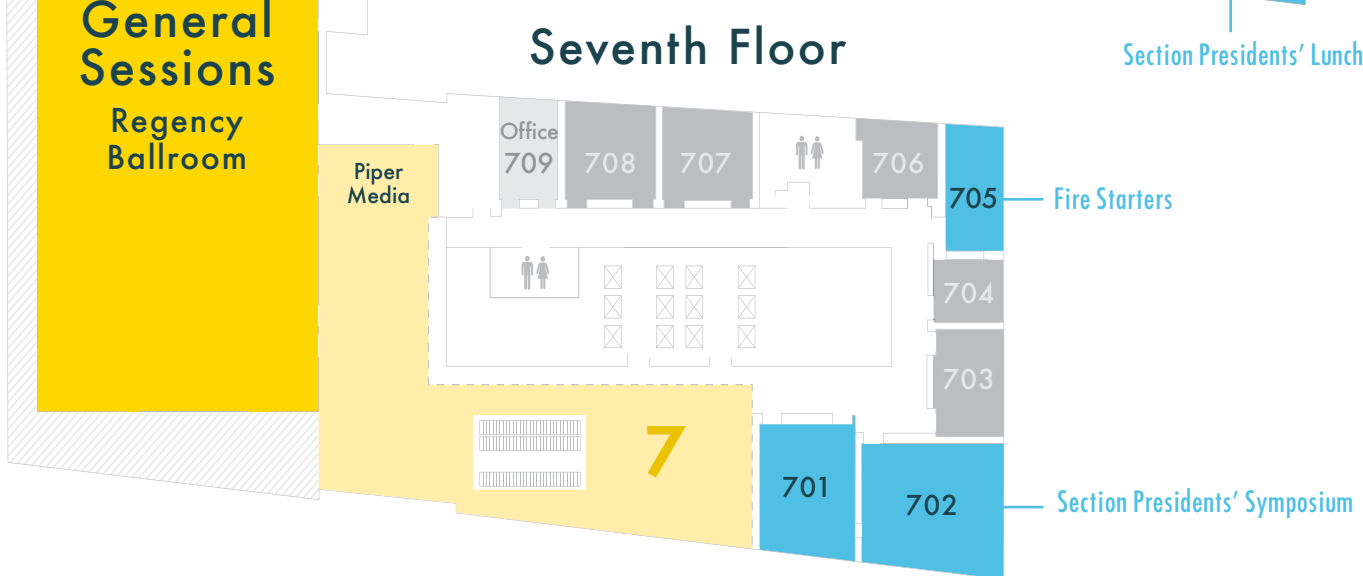 General
Sessions
Regency
Ballroom
Seventh Floor
Section Presidents' Lunch
Piper
Media
Office
709
708
707
706
705
Fire Starters
704
703
7
701
702
Section Presidents' Symposium